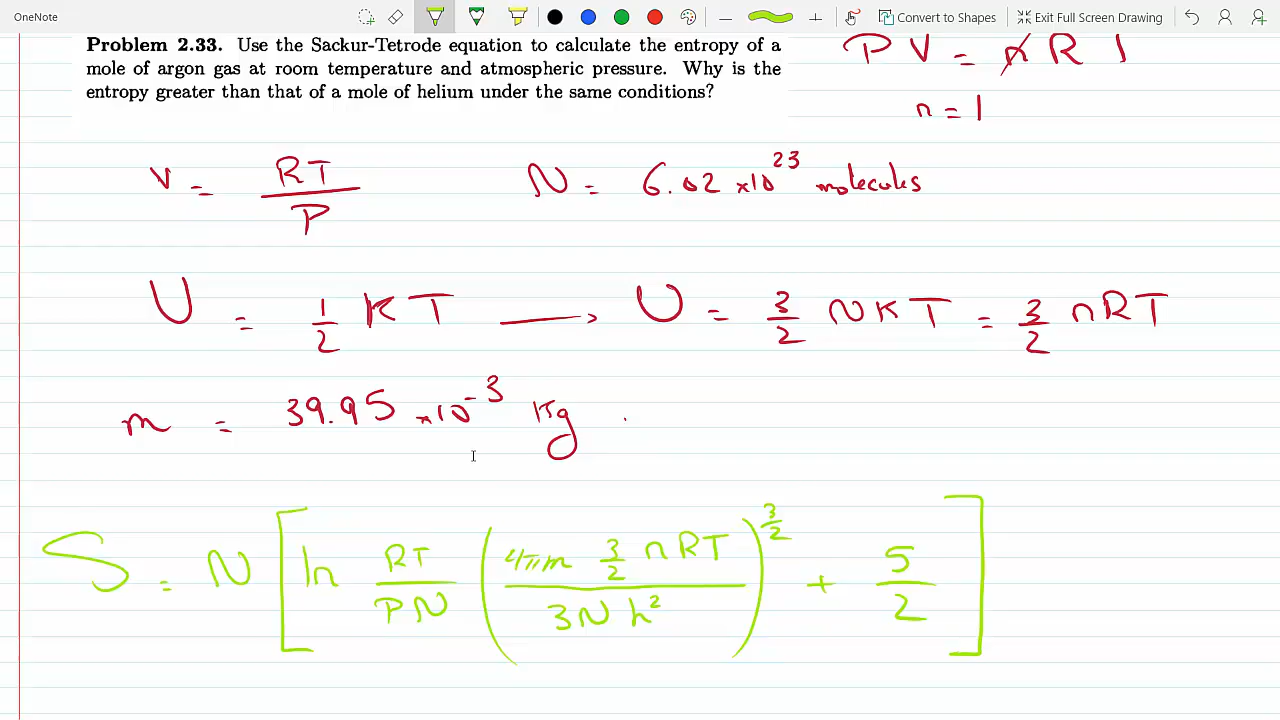 OneNote
Convert to Shapes
Exit Full Screen Drawing
Problem 2.33. Use the Sackur-Tetrode equation to calculate the entropy of a
mole of argon gas at room temperature and atmospheric pressure. Why is the
entropy greater than that of a mole of helium under the same conditions?
PV = nRT
n = 1
V = RT/P
N = 6.02 × 10^23 molecules
U = 1/2 KT → U = 3/2 NKT = 3/2 nRT
m = 39.95 × 10^-3 Kg .
S = N [ ln RT/PN ( 4πm 3/2 nRT / 3Nh² )^3/2 + 5/2 ]